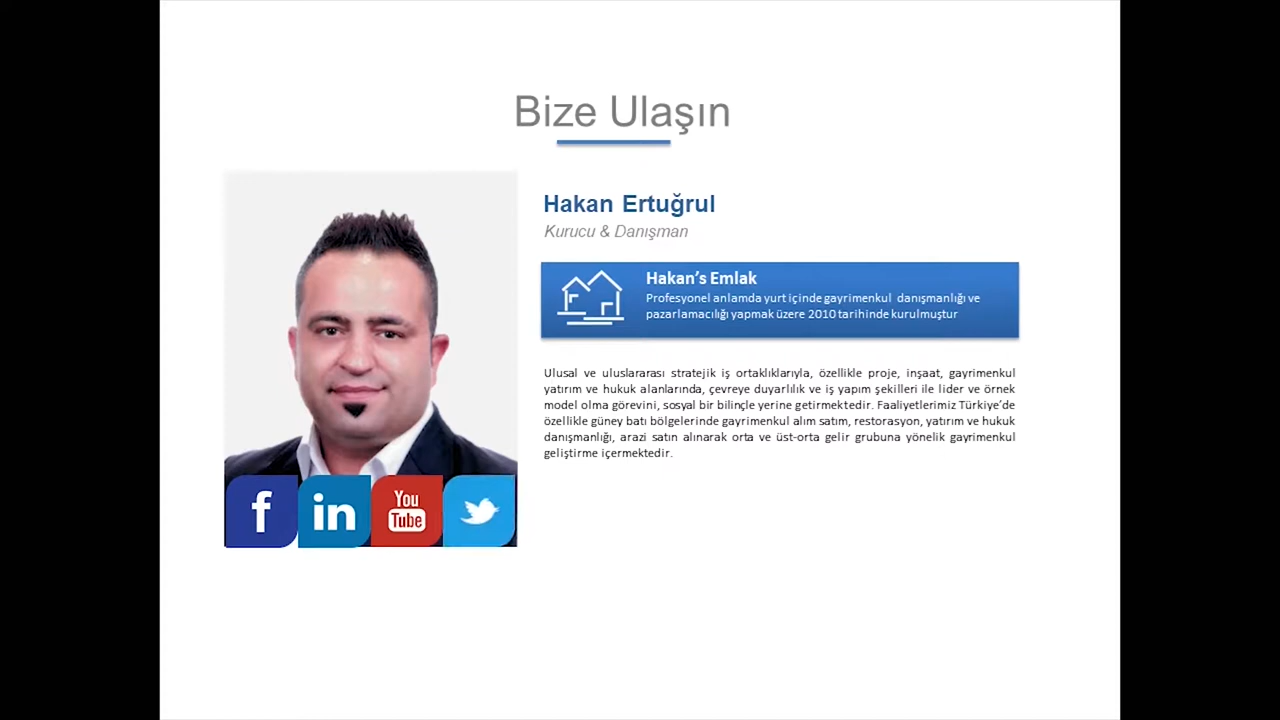 Bize Ulaşın
Hakan Ertuğrul
Kurucu & Danışman
Hakan's Emlak
Profesyonel anlamda yurt içinde gayrimenkul danışmanlığı ve
pazarlamacılığı yapmak üzere 2010 tarihinde kurulmuştur
Ulusal ve uluslararası stratejik iş ortaklıklarıyla, özellikle proje, inşaat, gayrimenkul
yatırım ve hukuk alanlarında, çevreye duyarlılık ve iş yapım şekilleri ile lider ve örnek
model olma görevini, sosyal bir bilinçle yerine getirmektedir. Faaliyetlerimiz Türkiye'de
özellikle güney batı bölgelerinde gayrimenkul alım satım, restorasyon, yatırım ve hukuk
danışmanlığı, arazi satın alınarak orta ve üst-orta gelir grubuna yönelik gayrimenkul
geliştirme içermektedir.
f
in
You
Tube